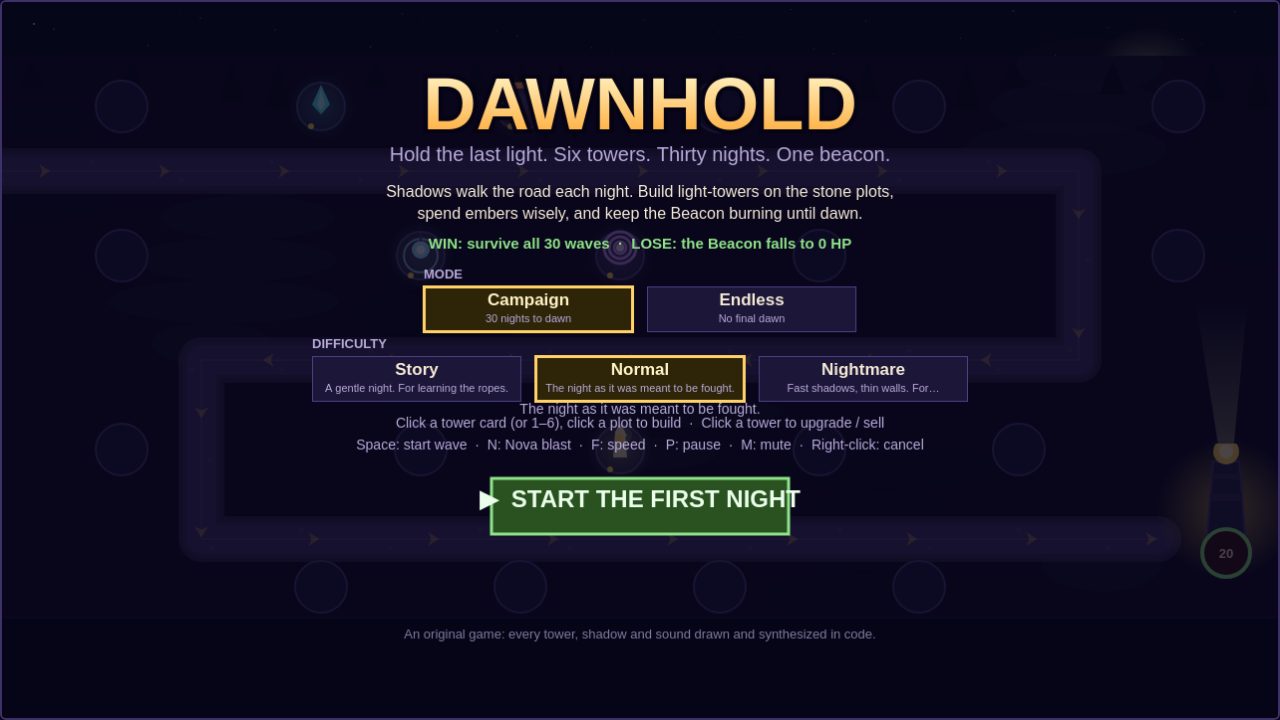 DAWNHOLD
Hold the last light. Six towers. Thirty nights. One beacon.
Shadows walk the road each night. Build light-towers on the stone plots,
spend embers wisely, and keep the Beacon burning until dawn.
WIN: survive all 30 waves · LOSE: the Beacon falls to 0 HP
MODE
Campaign
30 nights to dawn
Endless
No final dawn
DIFFICULTY
Story
A gentle night. For learning the ropes.
Normal
The night as it was meant to be fought.
Nightmare
Fast shadows, thin walls. For…
The night as it was meant to be fought.
Click a tower card (or 1–6), click a plot to build · Click a tower to upgrade / sell
Space: start wave · N: Nova blast · F: speed · P: pause · M: mute · Right-click: cancel
▶ START THE FIRST NIGHT
20
An original game: every tower, shadow and sound drawn and synthesized in code.